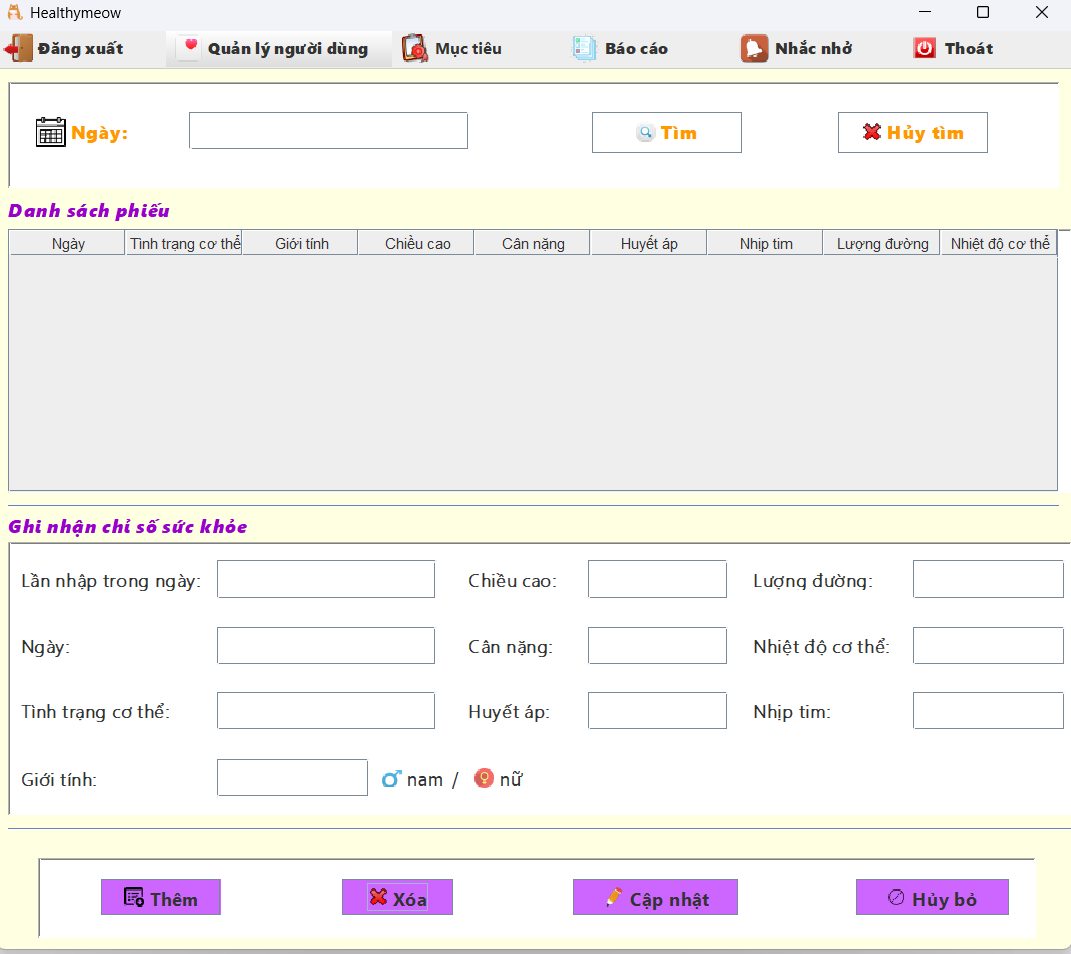 Healthymeow
Đăng xuất Quản lý người dùng Mục tiêu Báo cáo Nhắc nhở Thoát
Ngày: Tìm Hủy tìm
Danh sách phiếu
Ngày Tình trạng cơ thể Giới tính Chiều cao Cân nặng Huyết áp Nhịp tim Lượng đường Nhiệt độ cơ thể
Ghi nhận chỉ số sức khỏe
Lần nhập trong ngày: Chiều cao: Lượng đường:
Ngày: Cân nặng: Nhiệt độ cơ thể:
Tình trạng cơ thể: Huyết áp: Nhịp tim:
Giới tính: nam / nữ
Thêm Xóa Cập nhật Hủy bỏ